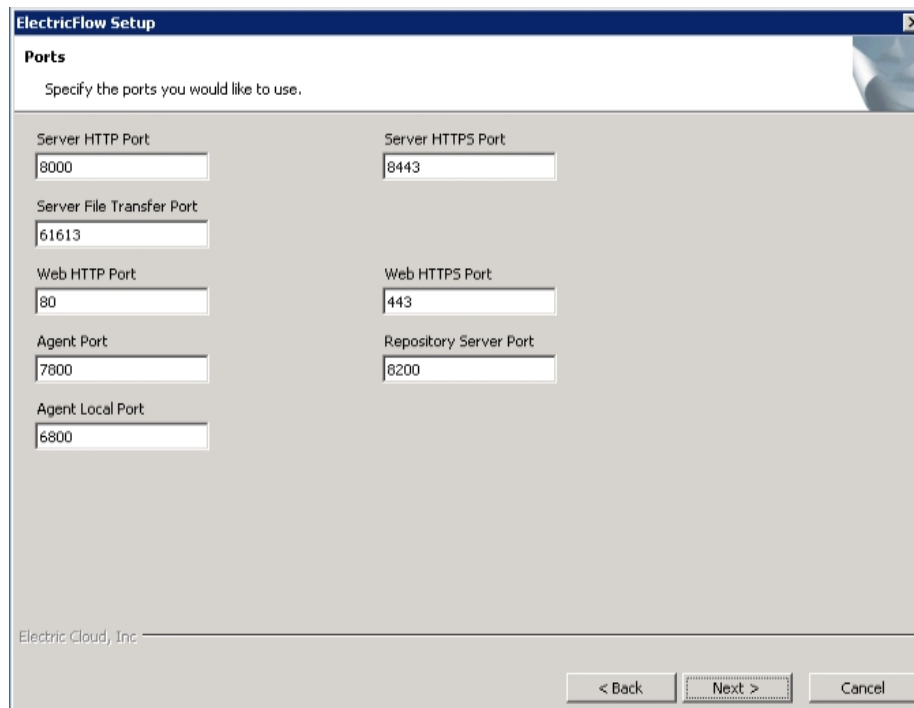 ElectricFlow Setup
Ports
Specify the ports you would like to use.
Server HTTP Port
Server HTTPS Port
8000
8443
Server File Transfer Port
61613
Web HTTP Port
Web HTTPS Port
80
443
Agent Port
Repository Server Port
7800
8200
Agent Local Port
6800
Electric Cloud, Inc
< Back
Next >
Cancel